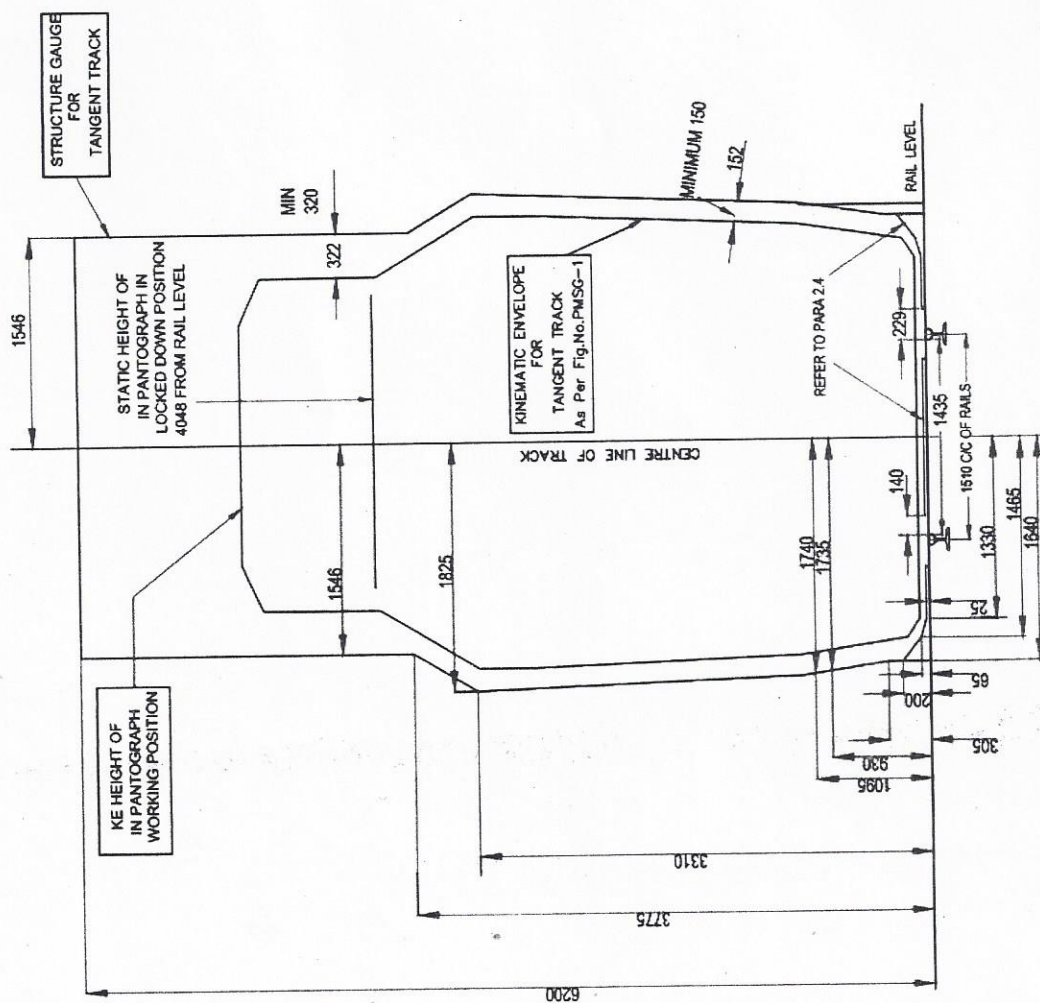 STRUCTURE GAUGE
FOR
TANGENT TRACK
1546
MIN
320
322
STATIC HEIGHT OF
IN PANTOGRAPH IN
LOCKED DOWN POSITION
4048 FROM RAIL LEVEL
KE HEIGHT OF
IN PANTOGRAPH
WORKING POSITION
1546
1825
CENTRE LINE OF TRACK
KINEMATIC ENVELOPE
FOR
TANGENT TRACK
As Per Fig.No.PMSG-1
MINIMUM 150
152
RAIL LEVEL
REFER TO PARA 2.4
229
140
1740
1735
1435
1510 C/C OF RAILS
1330
1465
1640
25
65
200
305
930
1095
3310
3775
6200